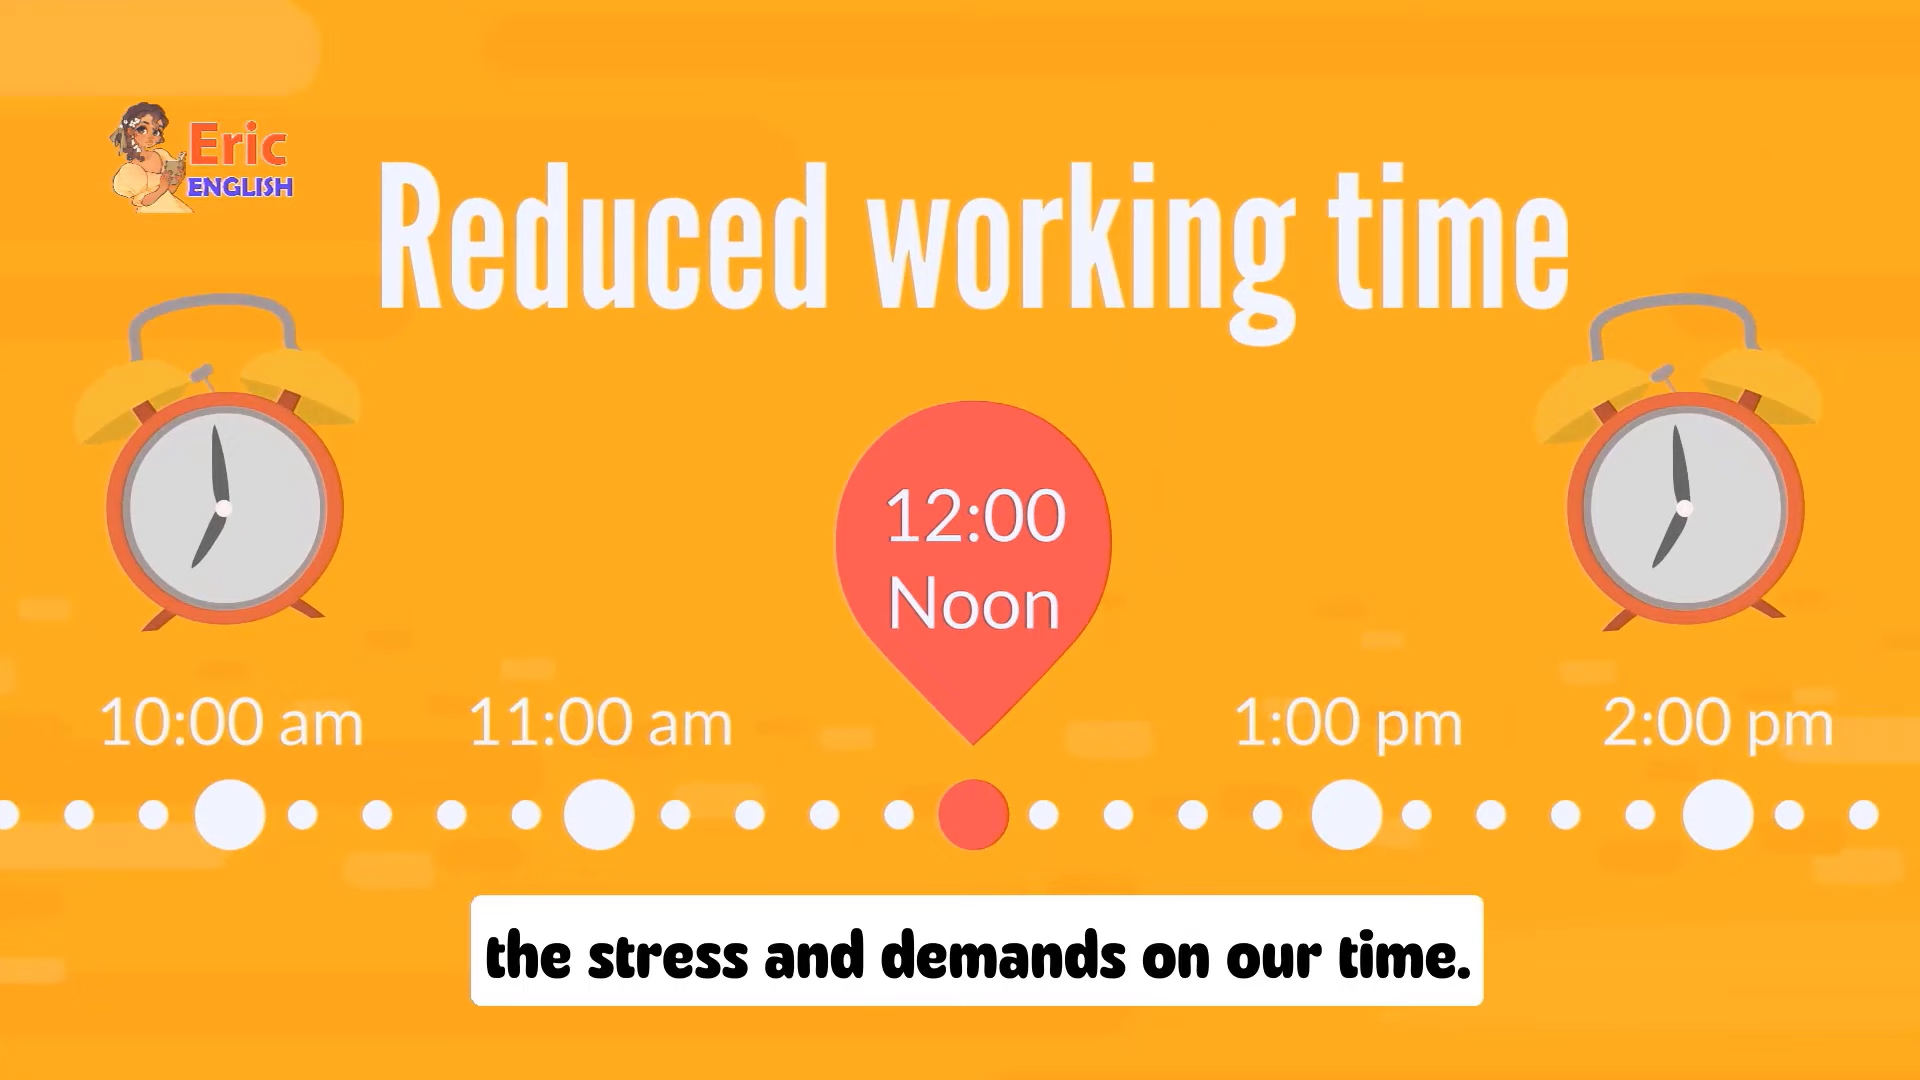 Eric
ENGLISH
Reduced working time
12:00
Noon
10:00 am
11:00 am
1:00 pm
2:00 pm
the stress and demands on our time.